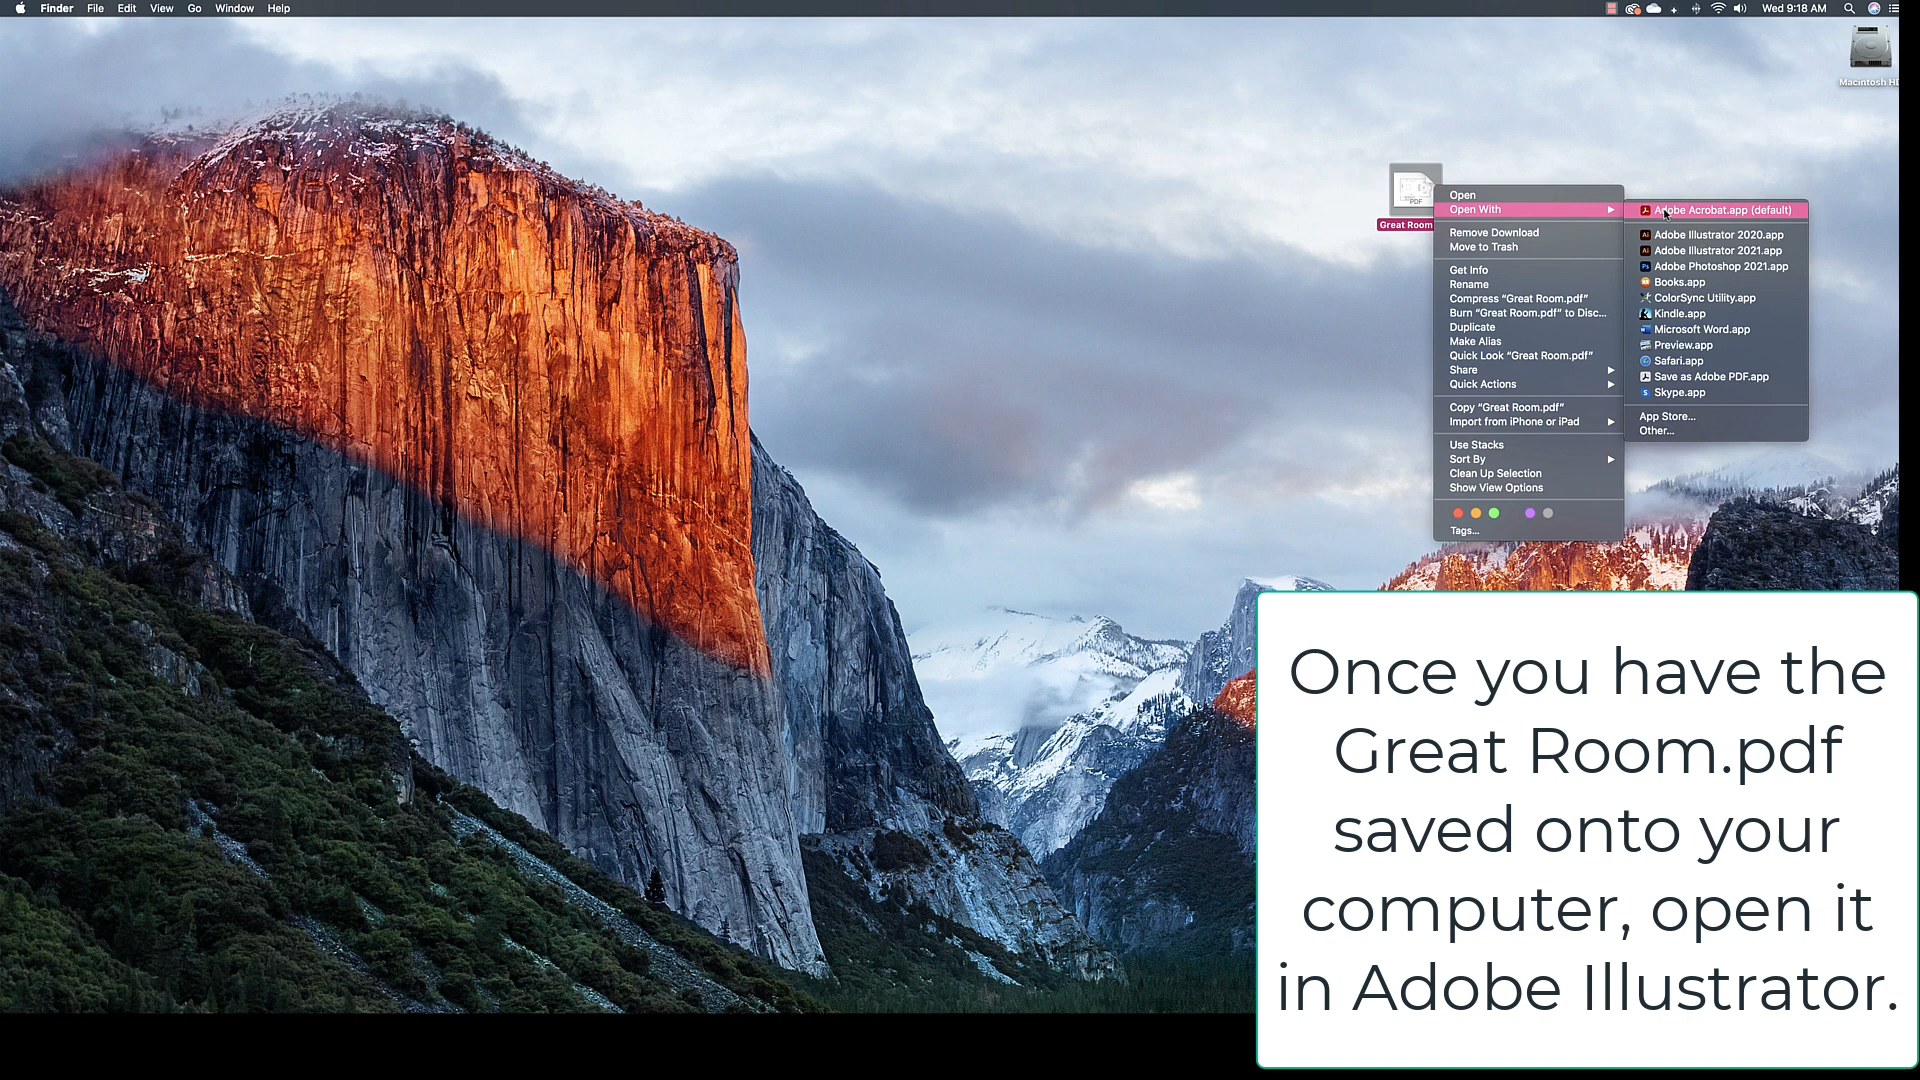 Finder File Edit View Go Window Help
Wed 9:18 AM
Macintosh HD
PDF
Great Room
Open
Open With
Remove Download
Move to Trash
Get Info
Rename
Compress “Great Room.pdf”
Burn “Great Room.pdf” to Disc...
Duplicate
Make Alias
Quick Look “Great Room.pdf”
Share
Quick Actions
Copy “Great Room.pdf”
Import from iPhone or iPad
Use Stacks
Sort By
Clean Up Selection
Show View Options
Tags...
Adobe Acrobat.app (default)
Adobe Illustrator 2020.app
Adobe Illustrator 2021.app
Adobe Photoshop 2021.app
Books.app
ColorSync Utility.app
Kindle.app
Microsoft Word.app
Preview.app
Safari.app
Save as Adobe PDF.app
Skype.app
App Store...
Other...
Once you have the
Great Room.pdf
saved onto your
computer, open it
in Adobe Illustrator.